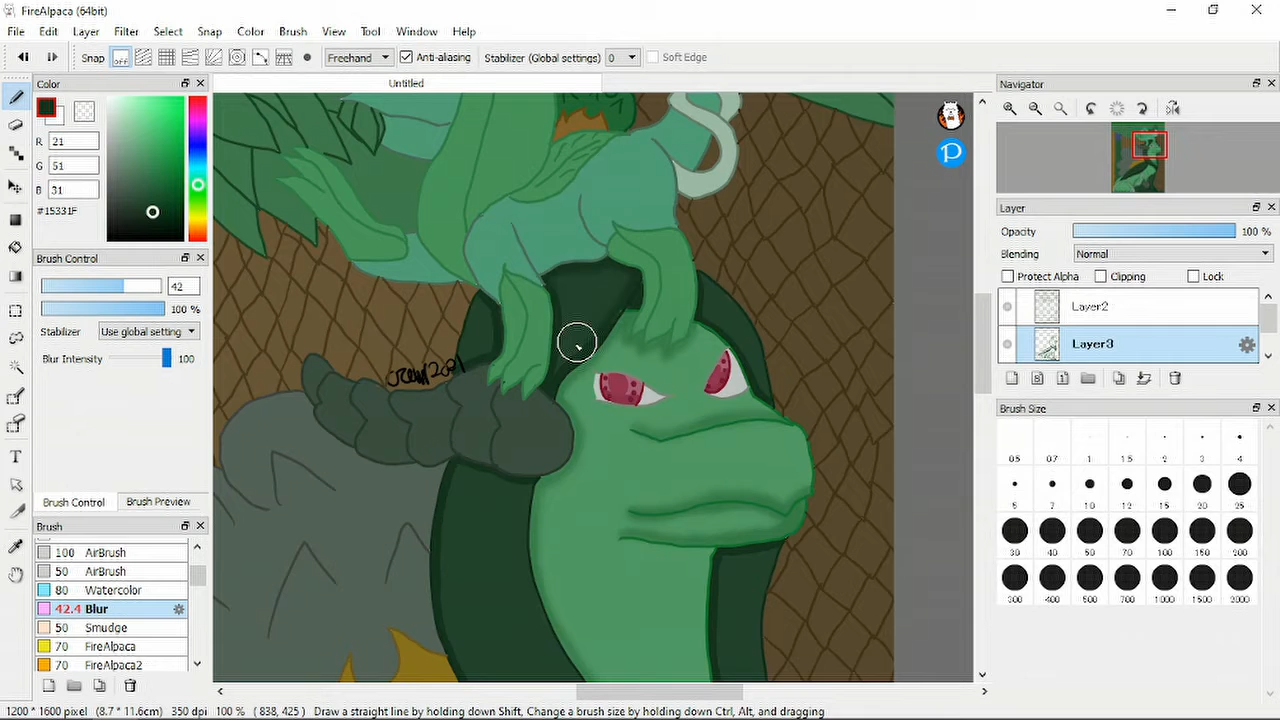 FireAlpaca (64bit)
File Edit Layer Filter Select Snap Color Brush View Tool Window Help
Snap off Freehand Anti-aliasing Stabilizer (Global settings) 0 Soft Edge
Color
Untitled
Navigator
R 21
G 51
B 31
#15331F
Brush Control
42
100 %
Stabilizer Use global setting
Blur Intensity 100
Brush Control Brush Preview
Brush
100 AirBrush
50 AirBrush
80 Watercolor
42.4 Blur
50 Smudge
70 FireAlpaca
70 FireAlpaca2
P
Layer
Opacity 100 %
Blending Normal
Protect Alpha Clipping Lock
Layer2
Layer3
Brush Size
0.5 0.7 1 1.5 2 3 4
5 7 10 12 15 20 25
30 40 50 70 100 150 200
300 400 500 700 1000 1500 2000
1200 * 1600 pixel (8.7 * 11.6cm) 350 dpi 100 % ( 838, 425 ) Draw a straight line by holding down Shift, Change a brush size by holding down Ctrl, Alt, and dragging